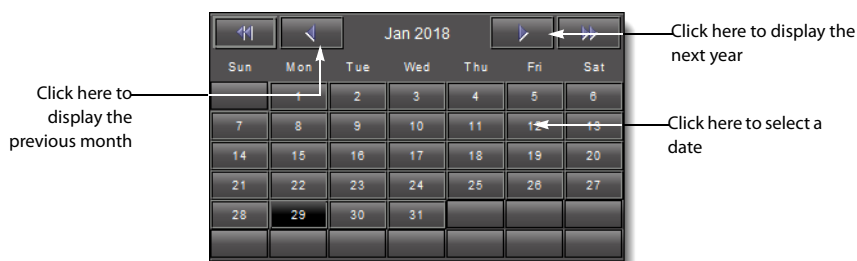 Jan 2018
Click here to display the
next year
Sun Mon Tue Wed Thu Fri Sat
Click here to
display the
previous month
1 2 3 4 5 6
7 8 9 10 11 12 13
Click here to select a
date
14 15 16 17 18 19 20
21 22 23 24 25 26 27
28 29 30 31